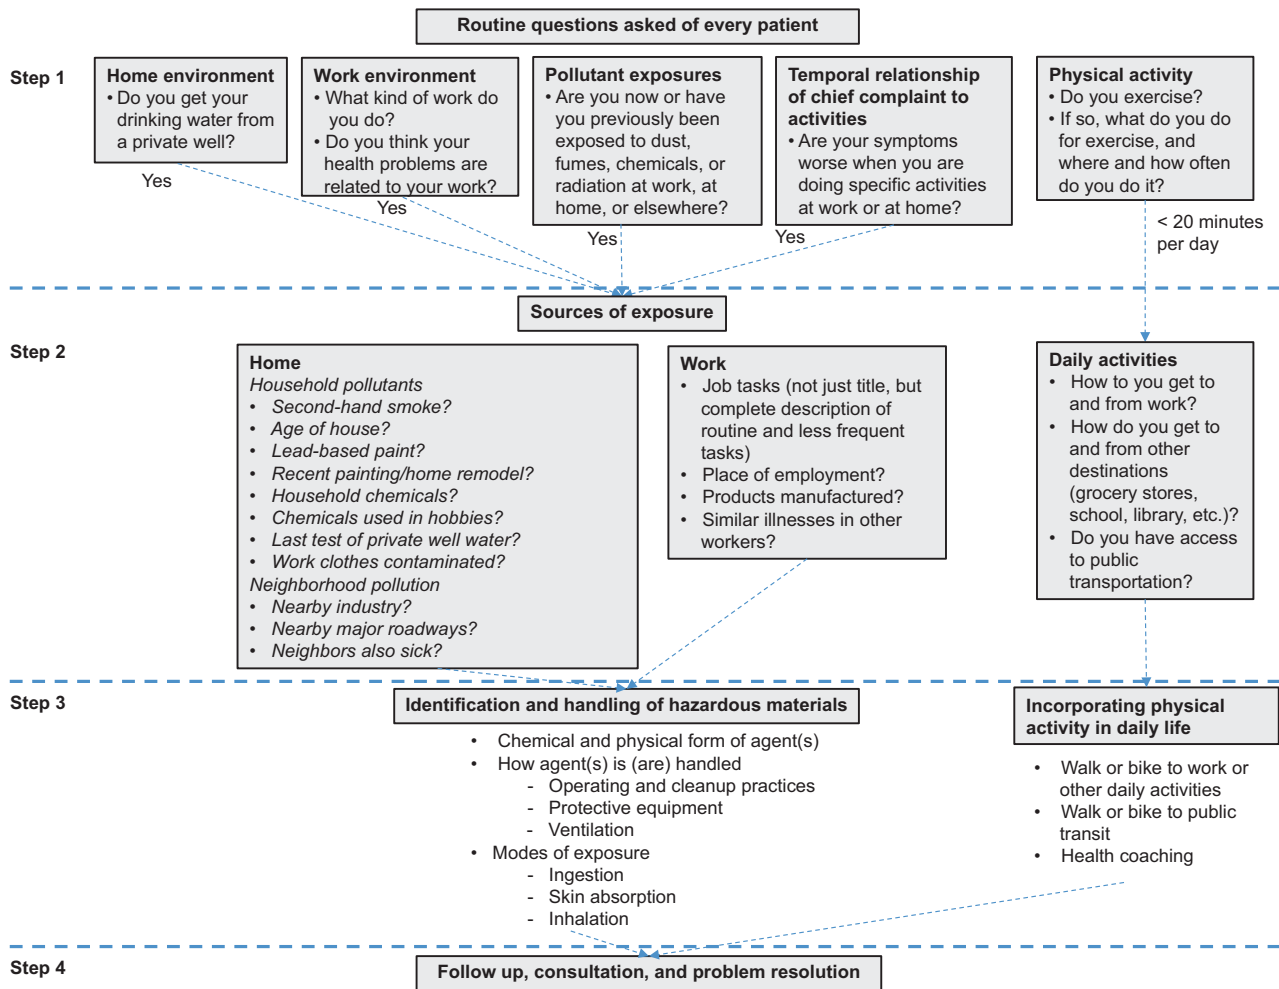 Routine questions asked of every patient
Step 1
Home environment
• Do you get your
drinking water from
a private well?
Yes
Work environment
• What kind of work do
you do?
• Do you think your
health problems are
related to your work?
Yes
Pollutant exposures
• Are you now or have
you previously been
exposed to dust,
fumes, chemicals, or
radiation at work, at
home, or elsewhere?
Yes
Temporal relationship
of chief complaint to
activities
• Are your symptoms
worse when you are
doing specific activities
at work or at home?
Yes
Physical activity
• Do you exercise?
• If so, what do you do
for exercise, and
where and how often
do you do it?
< 20 minutes
per day
Sources of exposure
Step 2
Home
Household pollutants
• Second-hand smoke?
• Age of house?
• Lead-based paint?
• Recent painting/home remodel?
• Household chemicals?
• Chemicals used in hobbies?
• Last test of private well water?
• Work clothes contaminated?
Neighborhood pollution
• Nearby industry?
• Nearby major roadways?
• Neighbors also sick?
Work
• Job tasks (not just title, but
complete description of
routine and less frequent
tasks)
• Place of employment?
• Products manufactured?
• Similar illnesses in other
workers?
Daily activities
• How to you get to
and from work?
• How do you get to
and from other
destinations
(grocery stores,
school, library, etc.)?
• Do you have access
to public
transportation?
Step 3
Identification and handling of hazardous materials
• Chemical and physical form of agent(s)
• How agent(s) is (are) handled
- Operating and cleanup practices
- Protective equipment
- Ventilation
• Modes of exposure
- Ingestion
- Skin absorption
- Inhalation
Incorporating physical
activity in daily life
• Walk or bike to work or
other daily activities
• Walk or bike to public
transit
• Health coaching
Step 4
Follow up, consultation, and problem resolution